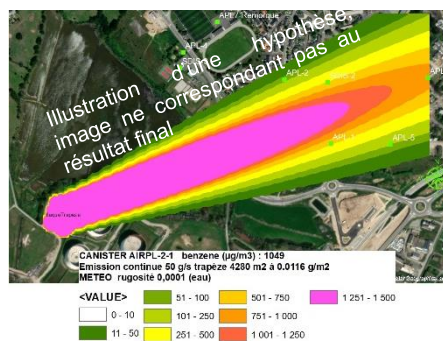 APL/ Remorque
APL-4
Illustration d'une hypothèse,
image ne correspondant pas au
résultat final
APL-2
APL-5
CANISTER AIRPL-2-1 benzene (µg/m3) : 1049
Emission continue 50 g/s trapèze 4280 m2 à 0.0116 g/m2
METEO rugosité 0,0001 (eau)
<VALUE>
0 - 10
11 - 50
51 - 100
101 - 250
251 - 500
501 - 750
751 - 1 000
1 001 - 1 250
1 251 - 1 500